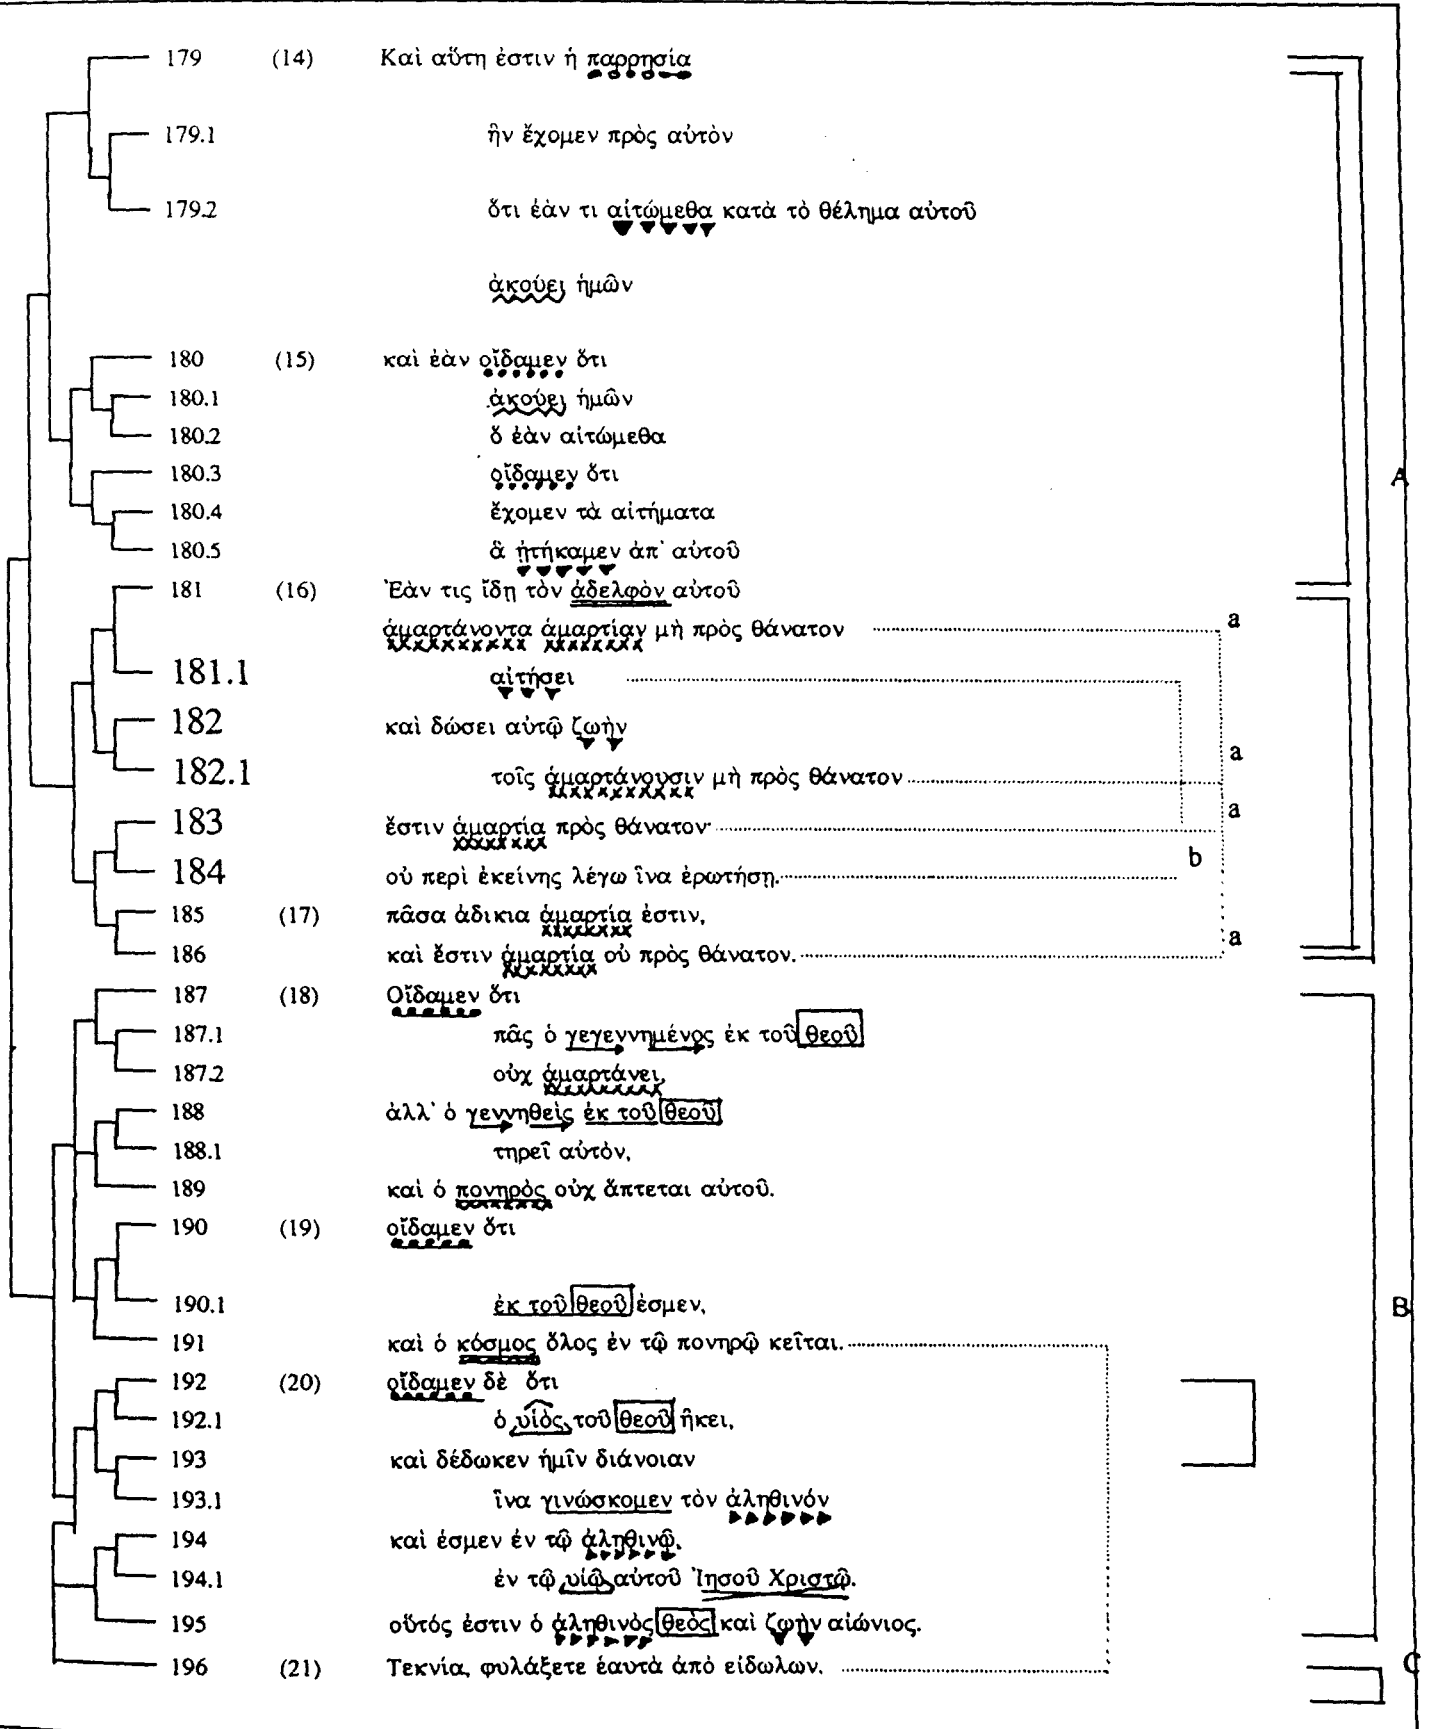 179 (14) Καὶ αὕτη ἐστιν ἡ παρρησία
179.1 ἣν ἔχομεν πρὸς αὐτὸν
179.2 ὅτι ἐὰν τι αἰτώμεθα κατὰ τὸ θέλημα αὐτοῦ
ἀκούει ἡμῶν
180 (15) καὶ ἐὰν οἴδαμεν ὅτι
180.1 ἀκούει ἡμῶν
180.2 ὅ ἐὰν αἰτώμεθα
180.3 οἴδαμεν ὅτι
180.4 ἔχομεν τὰ αἰτήματα
180.5 ἃ ᾐτήκαμεν ἀπ' αὐτοῦ
A
181 (16) Ἐὰν τις ἴδῃ τὸν ἀδελφὸν αὐτοῦ
ἁμαρτάνοντα ἁμαρτίαν μὴ πρὸς θάνατον a
181.1 αἰτήσει
182 καὶ δώσει αὐτῷ ζωὴν
182.1 τοῖς ἁμαρτάνουσιν μὴ πρὸς θάνατον a
183 ἔστιν ἁμαρτία πρὸς θάνατον· a
b
184 οὐ περὶ ἐκείνης λέγω ἵνα ἐρωτήσῃ.
185 (17) πᾶσα ἀδικια ἁμαρτία ἐστιν,
186 καὶ ἔστιν ἁμαρτία οὐ πρὸς θάνατον. a
187 (18) Οἴδαμεν ὅτι
187.1 πᾶς ὁ γεγεννημένος ἐκ τοῦ θεοῦ
187.2 οὐχ ἁμαρτάνει,
188 ἀλλ' ὁ γεννηθεὶς ἐκ τοῦ θεοῦ
188.1 τηρεῖ αὐτὸν,
189 καὶ ὁ πονηρὸς οὐχ ἅπτεται αὐτοῦ.
190 (19) οἴδαμεν ὅτι
190.1 ἐκ τοῦ θεοῦ ἐσμεν,
B
191 καὶ ὁ κόσμος ὅλος ἐν τῷ πονηρῷ κεῖται.
192 (20) οἴδαμεν δὲ ὅτι
192.1 ὁ υἱὸς τοῦ θεοῦ ἥκει,
193 καὶ δέδωκεν ἡμῖν διάνοιαν
193.1 ἵνα γινώσκομεν τὸν ἀληθινόν
194 καὶ ἐσμεν ἐν τῷ ἀληθινῷ,
194.1 ἐν τῷ υἱῷ αὐτοῦ Ἰησοῦ Χριστῷ.
195 οὗτός ἐστιν ὁ ἀληθινὸς θεὸς καὶ ζωὴν αἰώνιος.
196 (21) Τεκνία, φυλάξετε ἑαυτὰ ἀπὸ εἰδώλων. C